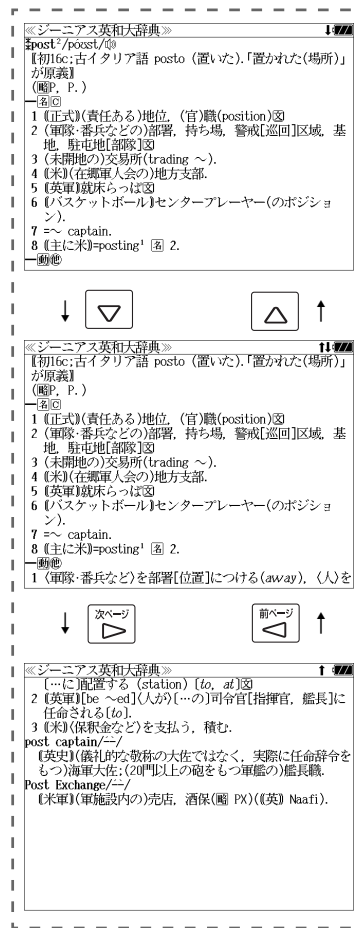 ≪ジーニアス英和大辞典≫
post²/póust/
〘初16c;古イタリア語 posto (置いた).「置かれた(場所)」
が原義〙
(略P, P.)
―名C
1 ⦅正式⦆(責任ある)地位, (官)職(position)図
2 (軍隊·番兵などの)部署, 持ち場, 警戒[巡回]区域, 基
地, 駐屯地[部隊]図
3 (未開地の)交易所(trading ～).
4 ⦅米⦆(在郷軍人会の)地方支部.
5 ⦅英軍⦆就床らっぱ図
6 ⦅バスケットボール⦆センタープレーヤー(のポジショ
ン).
7 =～ captain.
8 ⦅主に米⦆=posting¹ 名 2.
―動他
≪ジーニアス英和大辞典≫
〘初16c;古イタリア語 posto (置いた).「置かれた(場所)」
が原義〙
(略P, P.)
―名C
1 ⦅正式⦆(責任ある)地位, (官)職(position)図
2 (軍隊·番兵などの)部署, 持ち場, 警戒[巡回]区域, 基
地, 駐屯地[部隊]図
3 (未開地の)交易所(trading ～).
4 ⦅米⦆(在郷軍人会の)地方支部.
5 ⦅英軍⦆就床らっぱ図
6 ⦅バスケットボール⦆センタープレーヤー(のポジショ
ン).
7 =～ captain.
8 ⦅主に米⦆=posting¹ 名 2.
―動他
1 〈軍隊·番兵など〉を部署[位置]につける(away), 〈人〉を
次ページ
前ページ
≪ジーニアス英和大辞典≫
[…に]配置する (station) [to, at]図
2 ⦅英軍⦆[be ～ed]〈人が〉[…の]司令官[指揮官, 艦長]に
任命される[to].
3 ⦅米⦆〈保釈金など〉を支払う, 積む.
post captain/⸗⸗/
⦅英史⦆(儀礼的な敬称の大佐ではなく, 実際に任命辞令を
もつ)海軍大佐;(20門以上の砲をもつ軍艦の)艦長職.
Post Exchange/⸗⸗/
⦅米軍⦆(軍施設内の)売店, 酒保(略 PX)(⦅英⦆ Naafi).